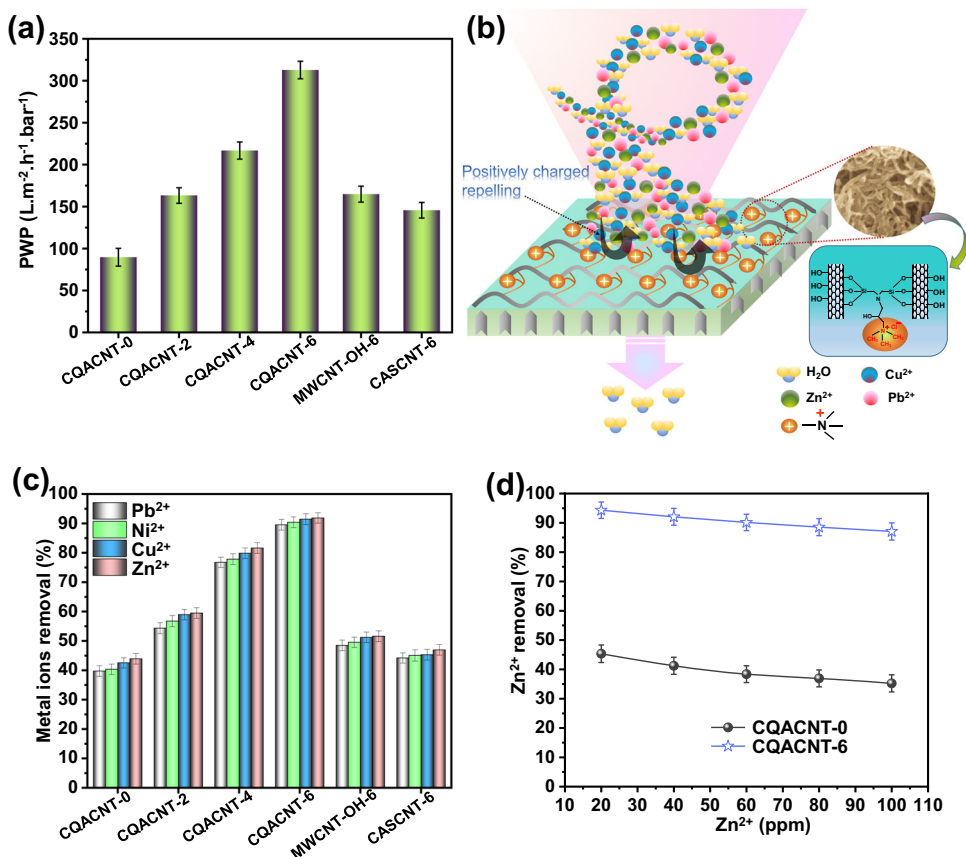 (a)
350
300
250
200
150
100
50
0
PWP (L.m⁻².h⁻¹.bar⁻¹)
CQACNT-0
CQACNT-2
CQACNT-4
CQACNT-6
MWCNT-OH-6
CASCNT-6
(b)
Positively charged
repelling
HO
HO
HO
O
O
O
Si
Si
O
O
O
OH
OH
OH
N
HO
N
+
Cl⁻
CH₃
CH₃
CH₃
H₂O
Cu²⁺
Zn²⁺
Pb²⁺
+
N
(c)
100
90
80
70
60
50
40
30
20
10
0
Metal ions removal (%)
Pb²⁺
Ni²⁺
Cu²⁺
Zn²⁺
CQACNT-0
CQACNT-2
CQACNT-4
CQACNT-6
MWCNT-OH-6
CASCNT-6
(d)
100
90
80
70
60
50
40
30
20
10
0
Zn²⁺ removal (%)
CQACNT-0
CQACNT-6
10 20 30 40 50 60 70 80 90 100 110
Zn²⁺ (ppm)